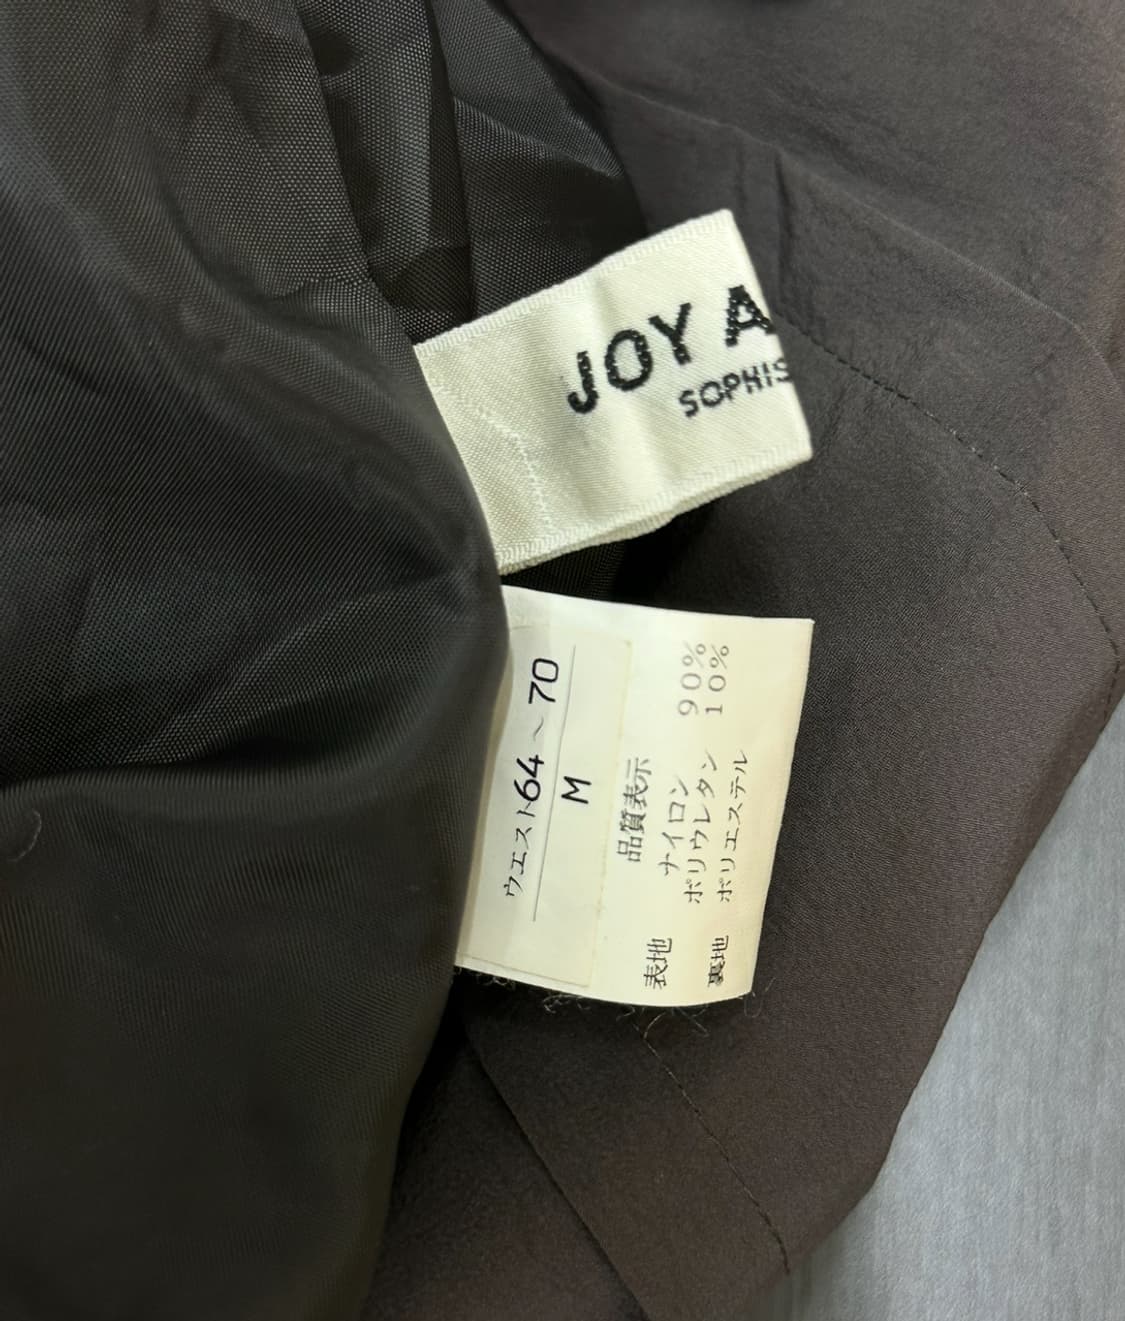 JOY A
SOPHIS
ウエスト64～70
M
品質表示
表地 ナイロン 90%
ポリウレタン 10%
裏地 ポリエステル